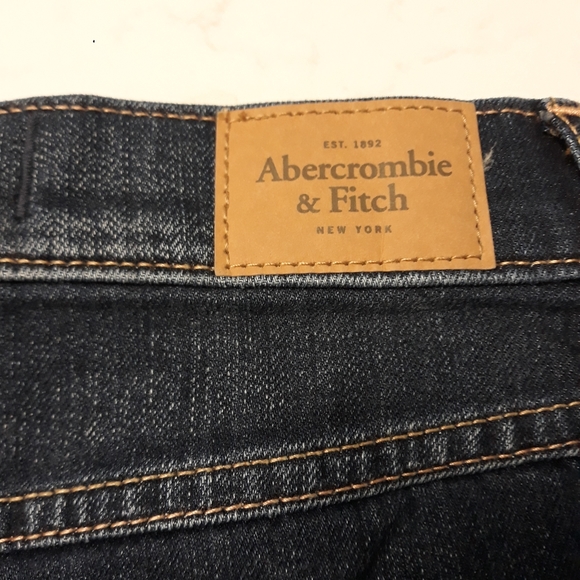 EST. 1892
Abercrombie
& Fitch
NEW YORK